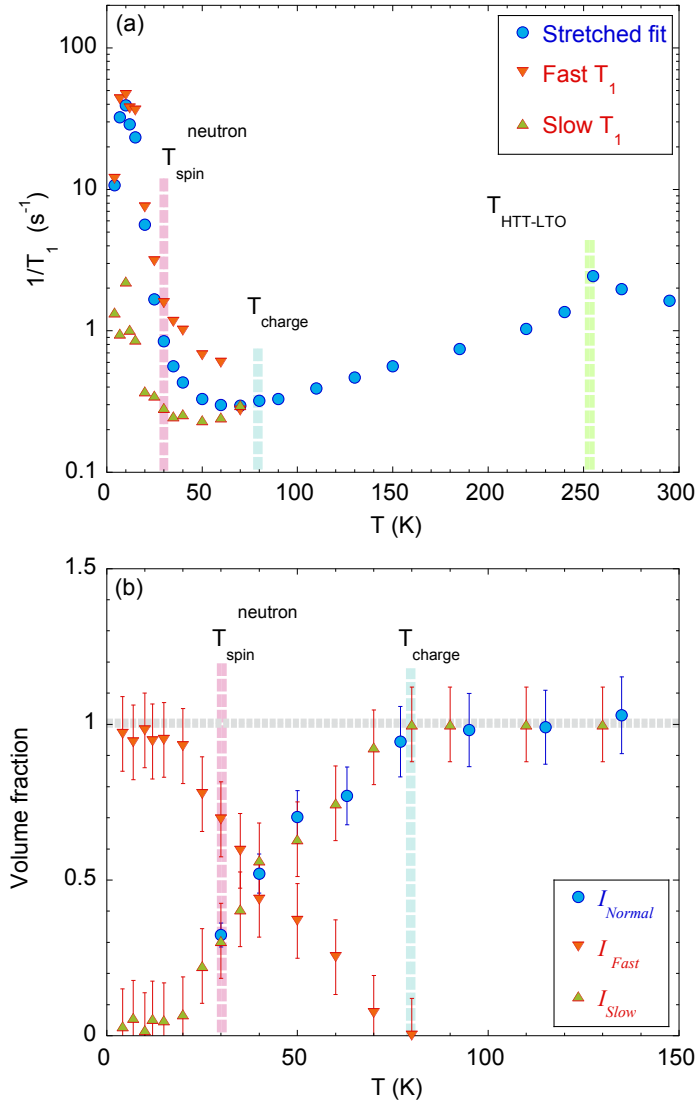 (a)
100
10
1
0.1
1/T1 (s-1)
Stretched fit
Fast T1
Slow T1
neutron
Tspin
Tcharge
THTT-LTO
0 50 100 150 200 250 300
T (K)
(b)
1.5
1
0.5
0
Volume fraction
neutron
Tspin
Tcharge
INormal
IFast
ISlow
0 50 100 150
T (K)